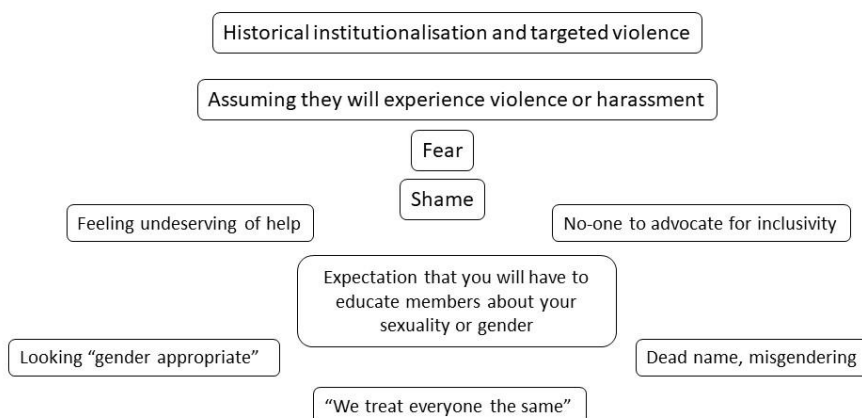 Historical institutionalisation and targeted violence
Assuming they will experience violence or harassment
Fear
Shame
Feeling undeserving of help
No-one to advocate for inclusivity
Expectation that you will have to
educate members about your
sexuality or gender
Looking “gender appropriate”
Dead name, misgendering
“We treat everyone the same”